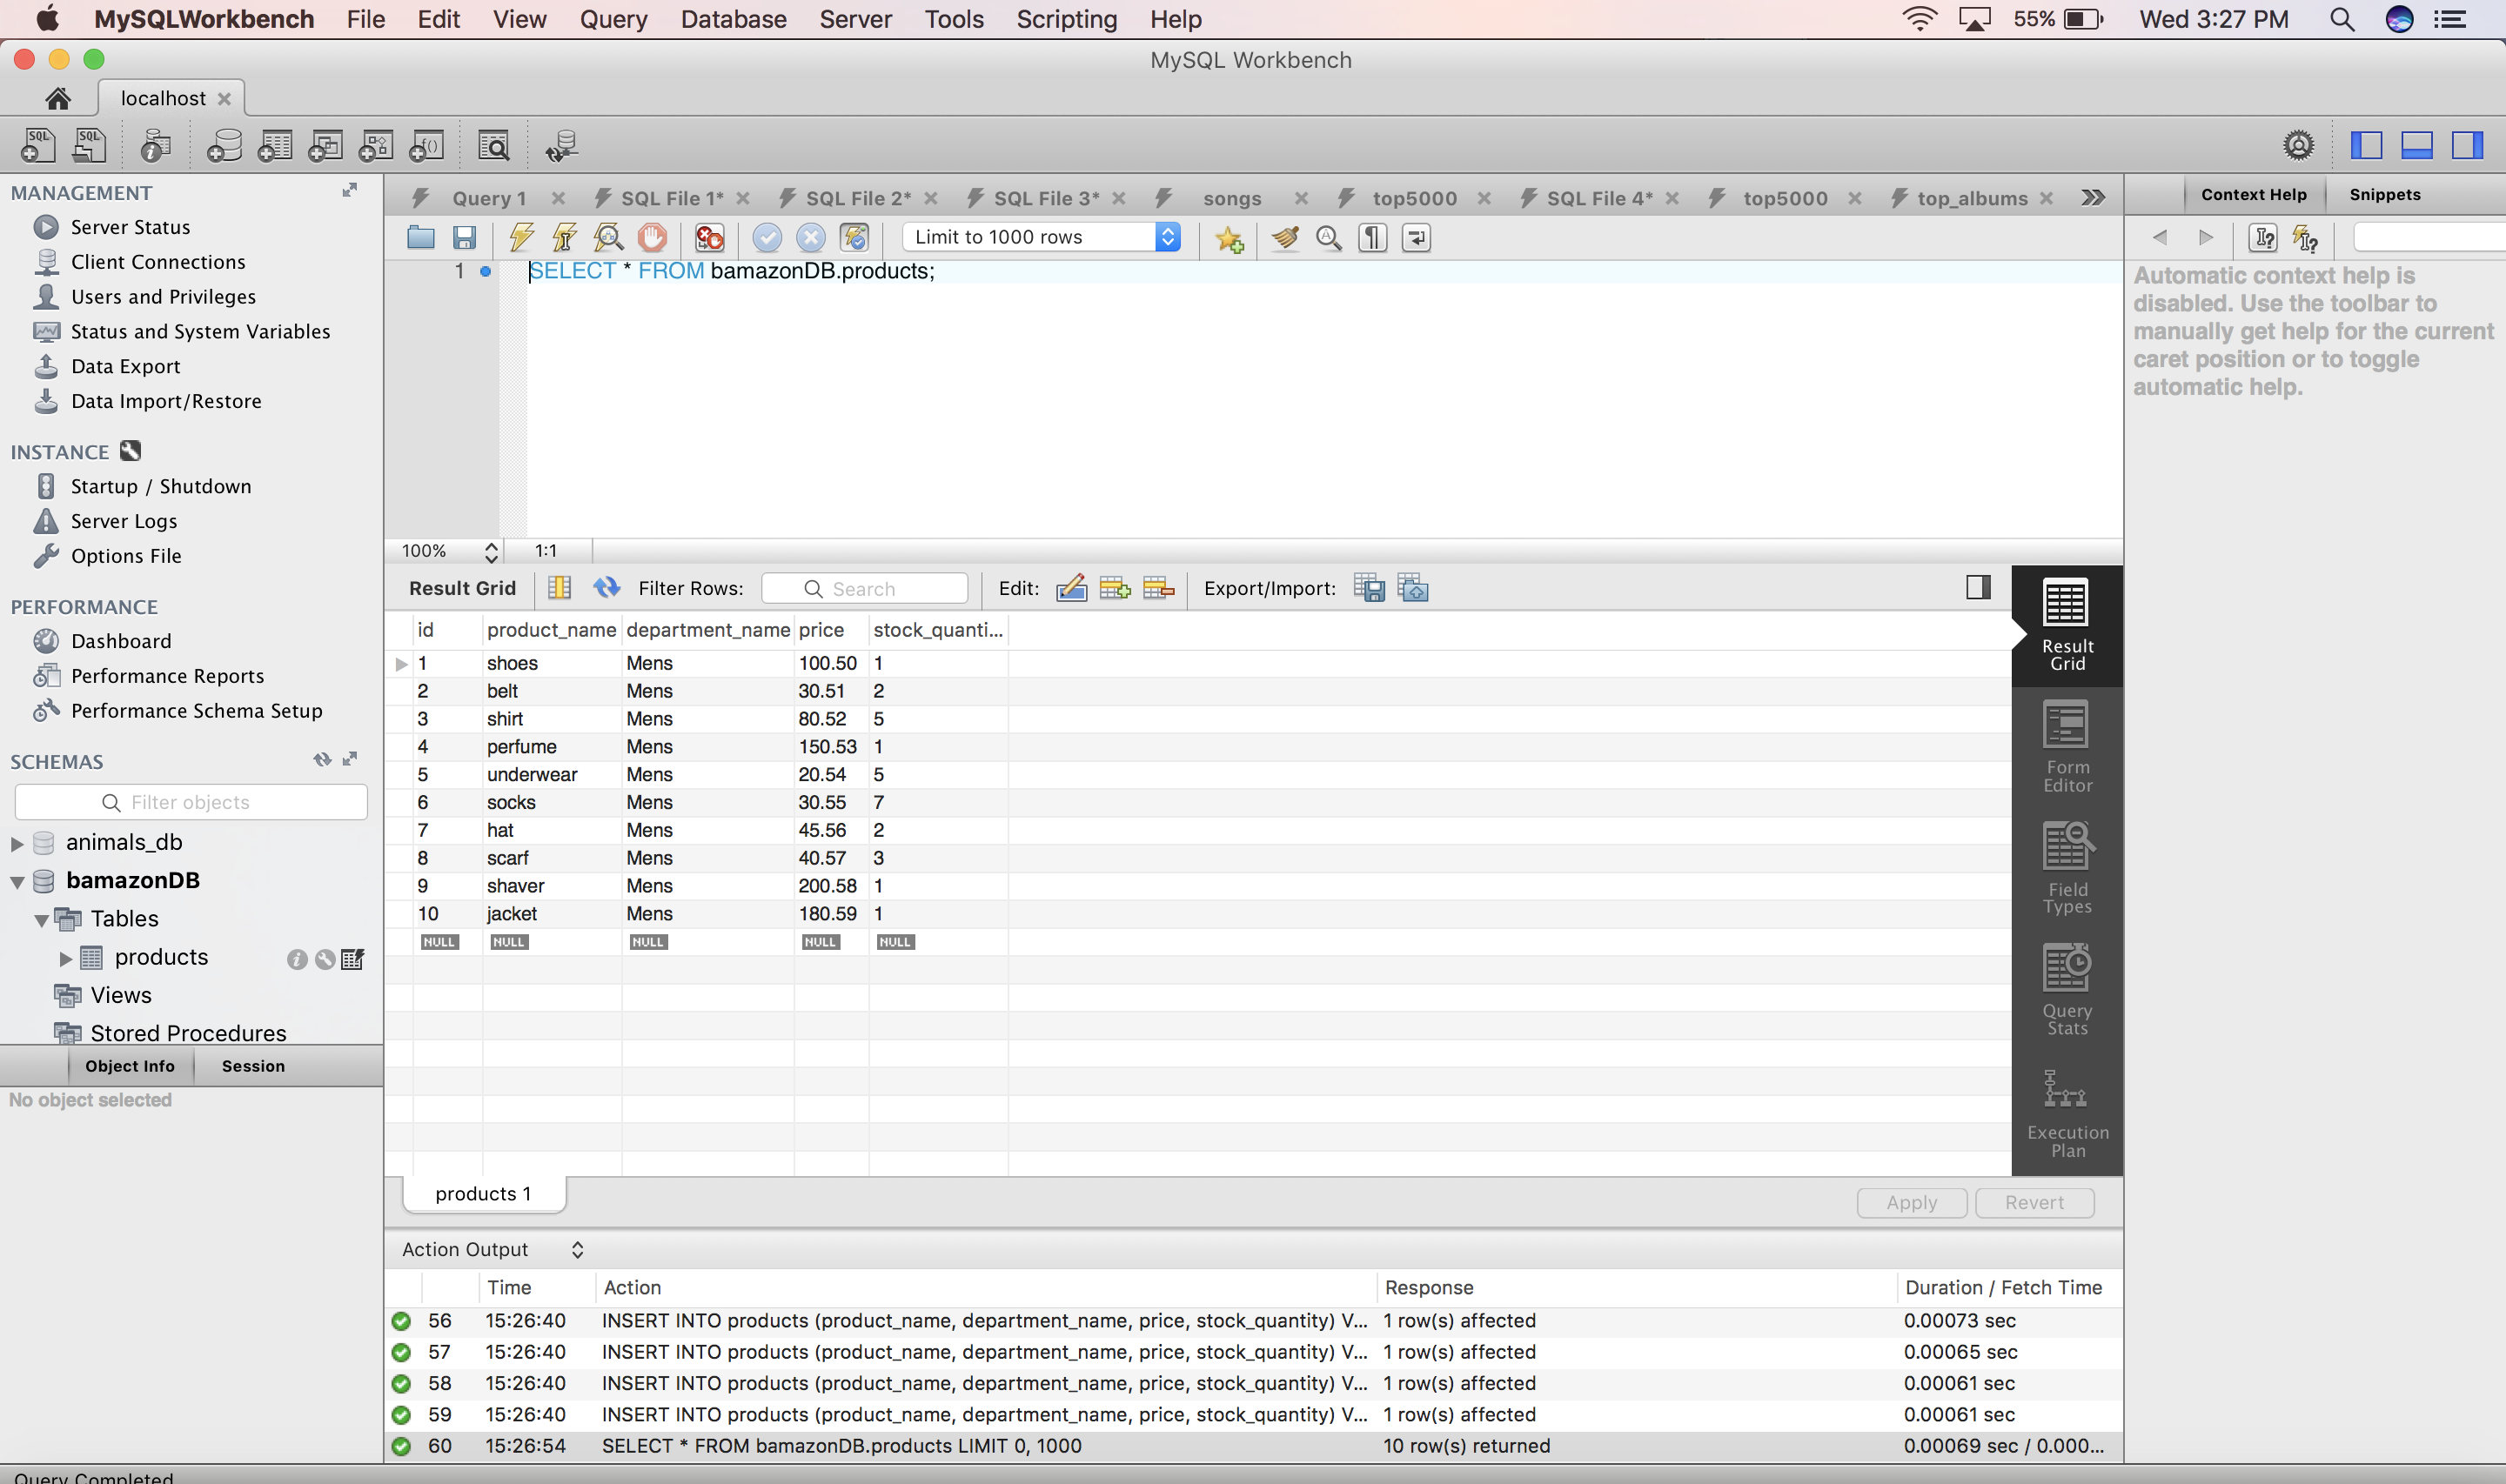 MySQLWorkbench File Edit View Query Database Server Tools Scripting Help 55% Wed 3:27 PM
MySQL Workbench
localhost
MANAGEMENT
Server Status
Client Connections
Users and Privileges
Status and System Variables
Data Export
Data Import/Restore
INSTANCE
Startup / Shutdown
Server Logs
Options File
PERFORMANCE
Dashboard
Performance Reports
Performance Schema Setup
SCHEMAS
Filter objects
animals_db
bamazonDB
Tables
products
Views
Stored Procedures
Object Info Session
No object selected
Query 1 SQL File 1* SQL File 2* SQL File 3* songs top5000 SQL File 4* top5000 top_albums
Limit to 1000 rows
1 SELECT * FROM bamazonDB.products;
100% 1:1
Result Grid Filter Rows: Search Edit: Export/Import:
id product_name department_name price stock_quanti...
1 shoes Mens 100.50 1
2 belt Mens 30.51 2
3 shirt Mens 80.52 5
4 perfume Mens 150.53 1
5 underwear Mens 20.54 5
6 socks Mens 30.55 7
7 hat Mens 45.56 2
8 scarf Mens 40.57 3
9 shaver Mens 200.58 1
10 jacket Mens 180.59 1
NULL NULL NULL NULL NULL
Result
Grid
Form
Editor
Field
Types
Query
Stats
Execution
Plan
products 1
Apply Revert
Action Output
Time Action Response Duration / Fetch Time
56 15:26:40 INSERT INTO products (product_name, department_name, price, stock_quantity) V... 1 row(s) affected 0.00073 sec
57 15:26:40 INSERT INTO products (product_name, department_name, price, stock_quantity) V... 1 row(s) affected 0.00065 sec
58 15:26:40 INSERT INTO products (product_name, department_name, price, stock_quantity) V... 1 row(s) affected 0.00061 sec
59 15:26:40 INSERT INTO products (product_name, department_name, price, stock_quantity) V... 1 row(s) affected 0.00061 sec
60 15:26:54 SELECT * FROM bamazonDB.products LIMIT 0, 1000 10 row(s) returned 0.00069 sec / 0.000...
Context Help Snippets
Automatic context help is
disabled. Use the toolbar to
manually get help for the current
caret position or to toggle
automatic help.
Query Completed